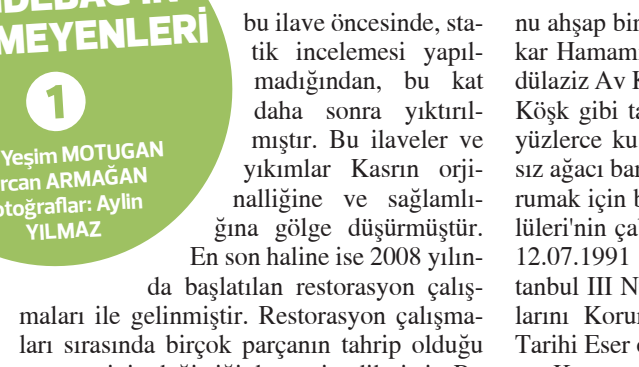 MEYENLERİ
1
Yeşim MOTUGAN
rcan ARMAĞAN
otoğraflar: Aylin
YILMAZ
bu ilave öncesinde, sta-
tik incelemesi yapıl-
madığından, bu kat
daha sonra yıktırıl-
mıştır. Bu ilaveler ve
yıkımlar Kasrın orji-
nalliğine ve sağlamlı-
ğına gölge düşürmüştür.
En son haline ise 2008 yılın-
da başlatılan restorasyon çalış-
maları ile gelinmiştir. Restorasyon çalışma-
ları sırasında birçok parçanın tahrip olduğu
nu ahşap bir
kar Hamamı
dülaziz Av K
Köşk gibi ta
yüzlerce ku
sız ağacı bar
rumak için b
lüleri'nin ça
12.07.1991
tanbul III N
larını Korun
Tarihi Eser